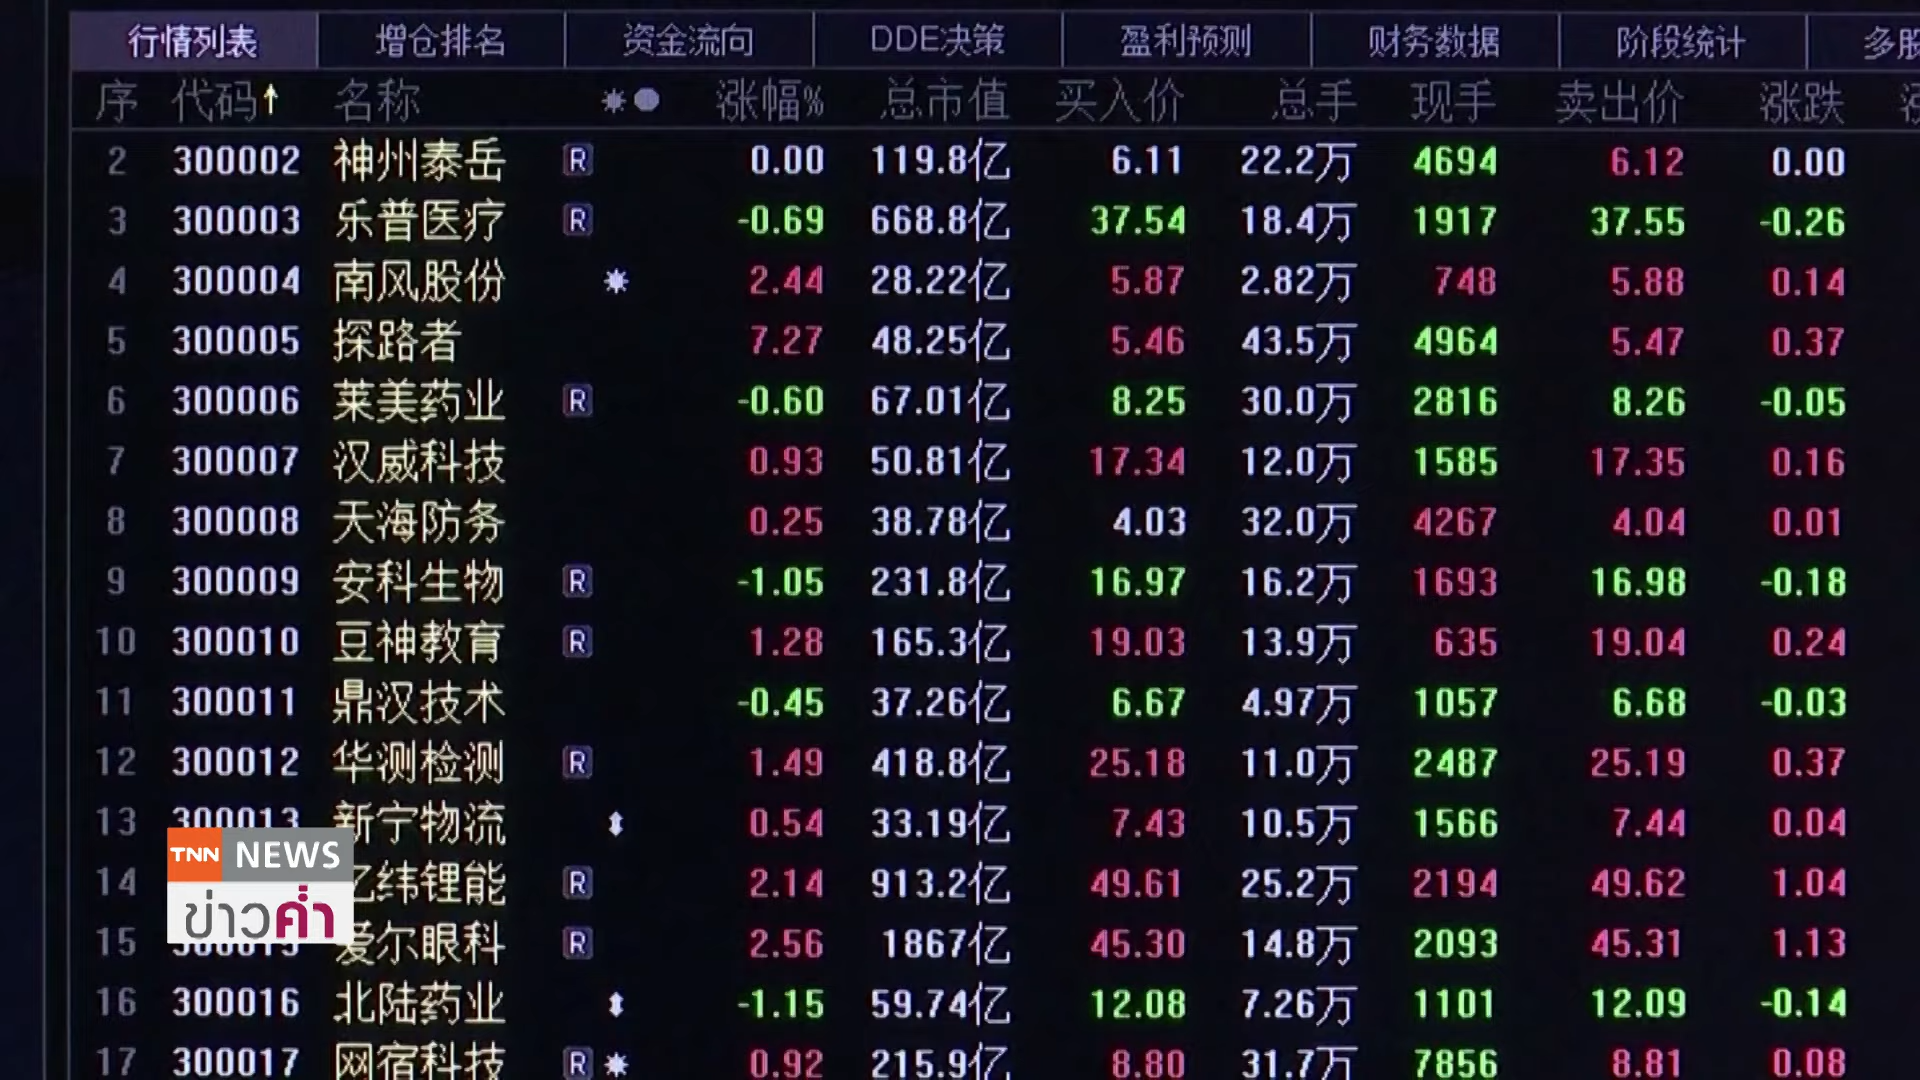 行情列表 增仓排名 资金流向 DDE决策 盈利预测 财务数据 阶段统计
序 代码↑ 名称 涨幅% 总市值 买入价 总手 现手 卖出价 涨跌
2 300002 神州泰岳 R 0.00 119.8亿 6.11 22.2万 4694 6.12 0.00
3 300003 乐普医疗 R -0.69 668.8亿 37.54 18.4万 1917 37.55 -0.26
4 300004 南风股份 2.44 28.22亿 5.87 2.82万 748 5.88 0.14
5 300005 探路者 7.27 48.25亿 5.46 43.5万 4964 5.47 0.37
6 300006 莱美药业 R -0.60 67.01亿 8.25 30.0万 2816 8.26 -0.05
7 300007 汉威科技 0.93 50.81亿 17.34 12.0万 1585 17.35 0.16
8 300008 天海防务 0.25 38.78亿 4.03 32.0万 4267 4.04 0.01
9 300009 安科生物 R -1.05 231.8亿 16.97 16.2万 1693 16.98 -0.18
10 300010 豆神教育 R 1.28 165.3亿 19.03 13.9万 635 19.04 0.24
11 300011 鼎汉技术 -0.45 37.26亿 6.67 4.97万 1057 6.68 -0.03
12 300012 华测检测 R 1.49 418.8亿 25.18 11.0万 2487 25.19 0.37
13 300013 新宁物流 0.54 33.19亿 7.43 10.5万 1566 7.44 0.04
TNN NEWS
14 亿纬锂能 R 2.14 913.2亿 49.61 25.2万 2194 49.62 1.04
ข่าวค่ำ
15 300015 爱尔眼科 R 2.56 1867亿 45.30 14.8万 2093 45.31 1.13
16 300016 北陆药业 -1.15 59.74亿 12.08 7.26万 1101 12.09 -0.14
17 300017 网宿科技 R 0.92 215.9亿 8.80 31.7万 7856 8.81 0.08